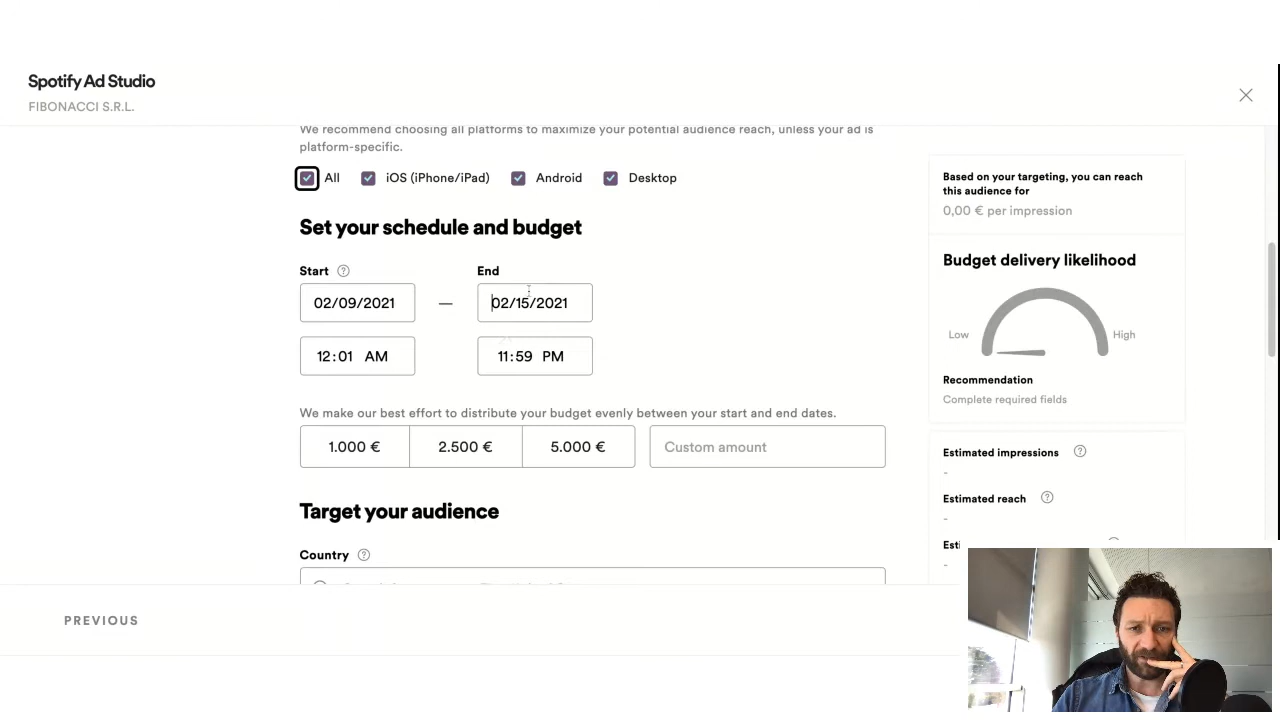 Spotify Ad Studio
FIBONACCI S.R.L.
We recommend choosing all platforms to maximize your potential audience reach, unless your ad is
platform-specific.
All iOS (iPhone/iPad) Android Desktop
Set your schedule and budget
Start ? End
02/09/2021 — 02/15/2021
12:01 AM 11:59 PM
We make our best effort to distribute your budget evenly between your start and end dates.
1.000 € 2.500 € 5.000 € Custom amount
Target your audience
Country ?
PREVIOUS
Based on your targeting, you can reach
this audience for
0,00 € per impression
Budget delivery likelihood
Low High
Recommendation
Complete required fields
Estimated impressions ?
-
Estimated reach ?
-
-